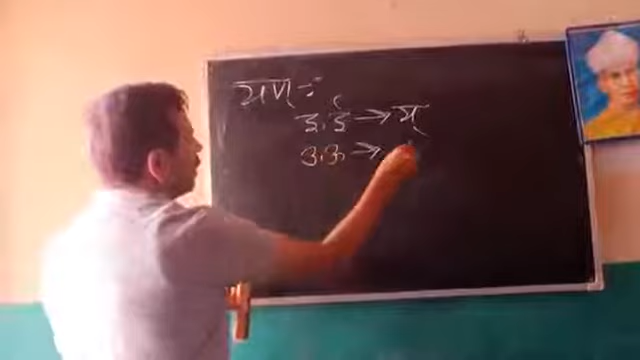 यण् :-
इ, ई → य्
उ, ऊ →